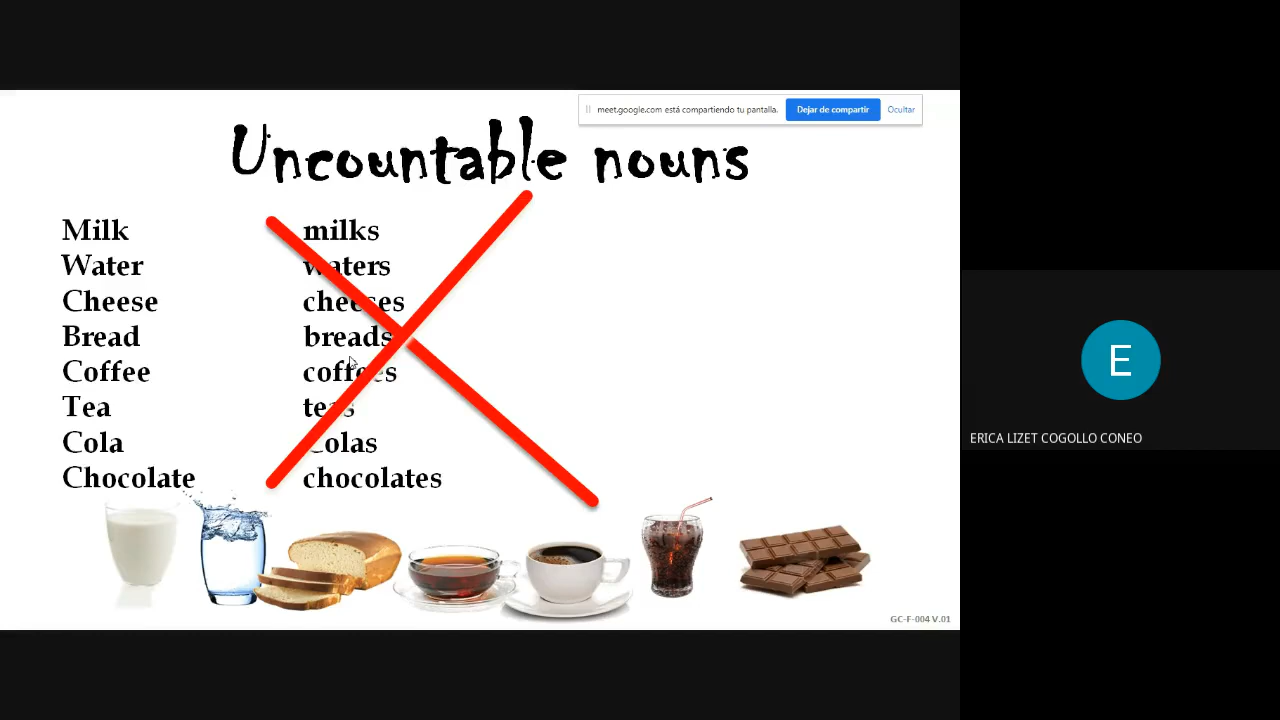 meet.google.com está compartiendo tu pantalla. Dejar de compartir Ocultar
Uncountable nouns
Milk milks
Water waters
Cheese cheeses
Bread breads
Coffee coffees
Tea teas
Cola Colas
Chocolate chocolates
E
ERICA LIZET COGOLLO CONEO
GC-F-004 V.01